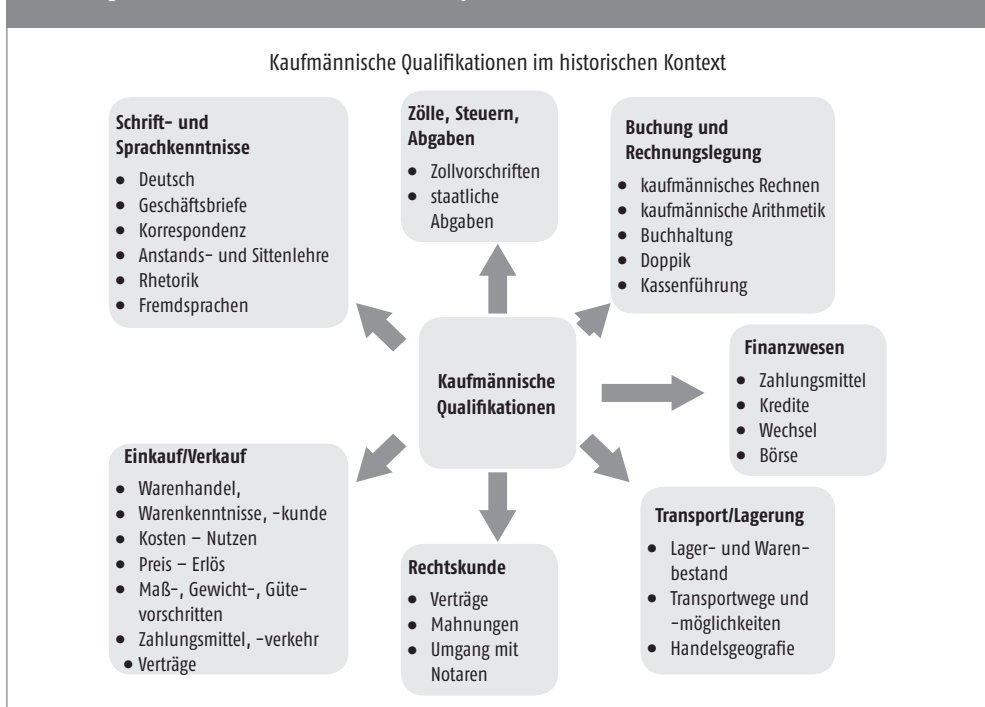 Kaufmännische Qualifikationen im historischen Kontext
Schrift- und
Sprachkenntnisse
• Deutsch
• Geschäftsbriefe
• Korrespondenz
• Anstands- und Sittenlehre
• Rhetorik
• Fremdsprachen
Zölle, Steuern,
Abgaben
• Zollvorschriften
• staatliche
Abgaben
Buchung und
Rechnungslegung
• kaufmännisches Rechnen
• kaufmännische Arithmetik
• Buchhaltung
• Doppik
• Kassenführung
Kaufmännische
Qualifikationen
Finanzwesen
• Zahlungsmittel
• Kredite
• Wechsel
• Börse
Einkauf/Verkauf
• Warenhandel,
• Warenkenntnisse, -kunde
• Kosten – Nutzen
• Preis – Erlös
• Maß-, Gewicht-, Güte-
vorschritten
• Zahlungsmittel, -verkehr
• Verträge
Rechtskunde
• Verträge
• Mahnungen
• Umgang mit
Notaren
Transport/Lagerung
• Lager- und Waren-
bestand
• Transportwege und
-möglichkeiten
• Handelsgeografie